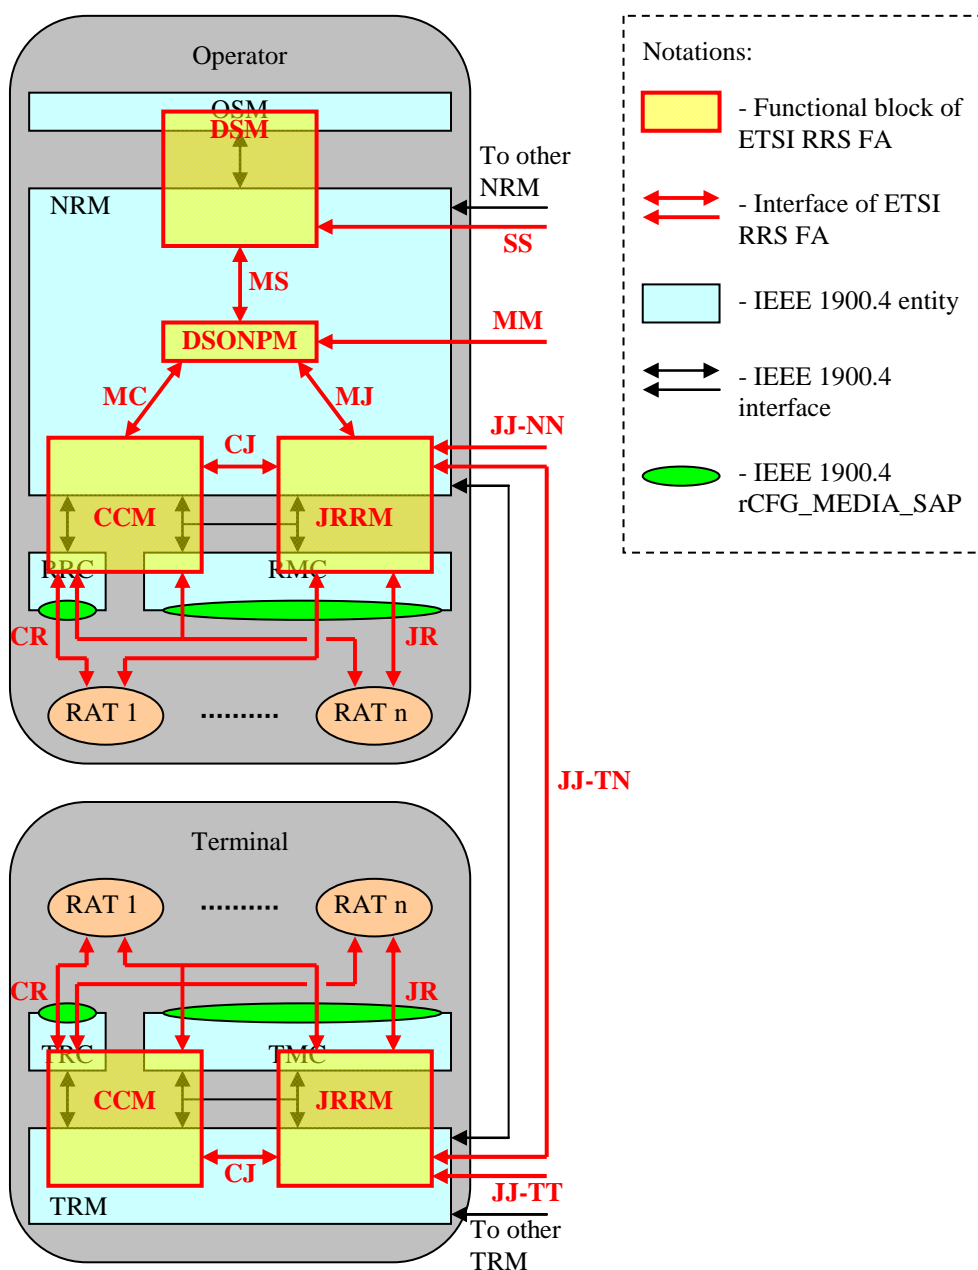 Operator
OSM
DSM
To other
NRM
NRM
SS
MS
MM
DSONPM
MC
MJ
JJ-NN
CJ
CCM
JRRM
RRC
RMC
CR
JR
RAT 1
..........
RAT n
JJ-TN
Terminal
RAT 1
..........
RAT n
CR
JR
TRC
TMC
CCM
JRRM
CJ
JJ-TT
TRM
To other
TRM
Notations:
- Functional block of
ETSI RRS FA
- Interface of ETSI
RRS FA
- IEEE 1900.4 entity
- IEEE 1900.4
interface
- IEEE 1900.4
rCFG_MEDIA_SAP